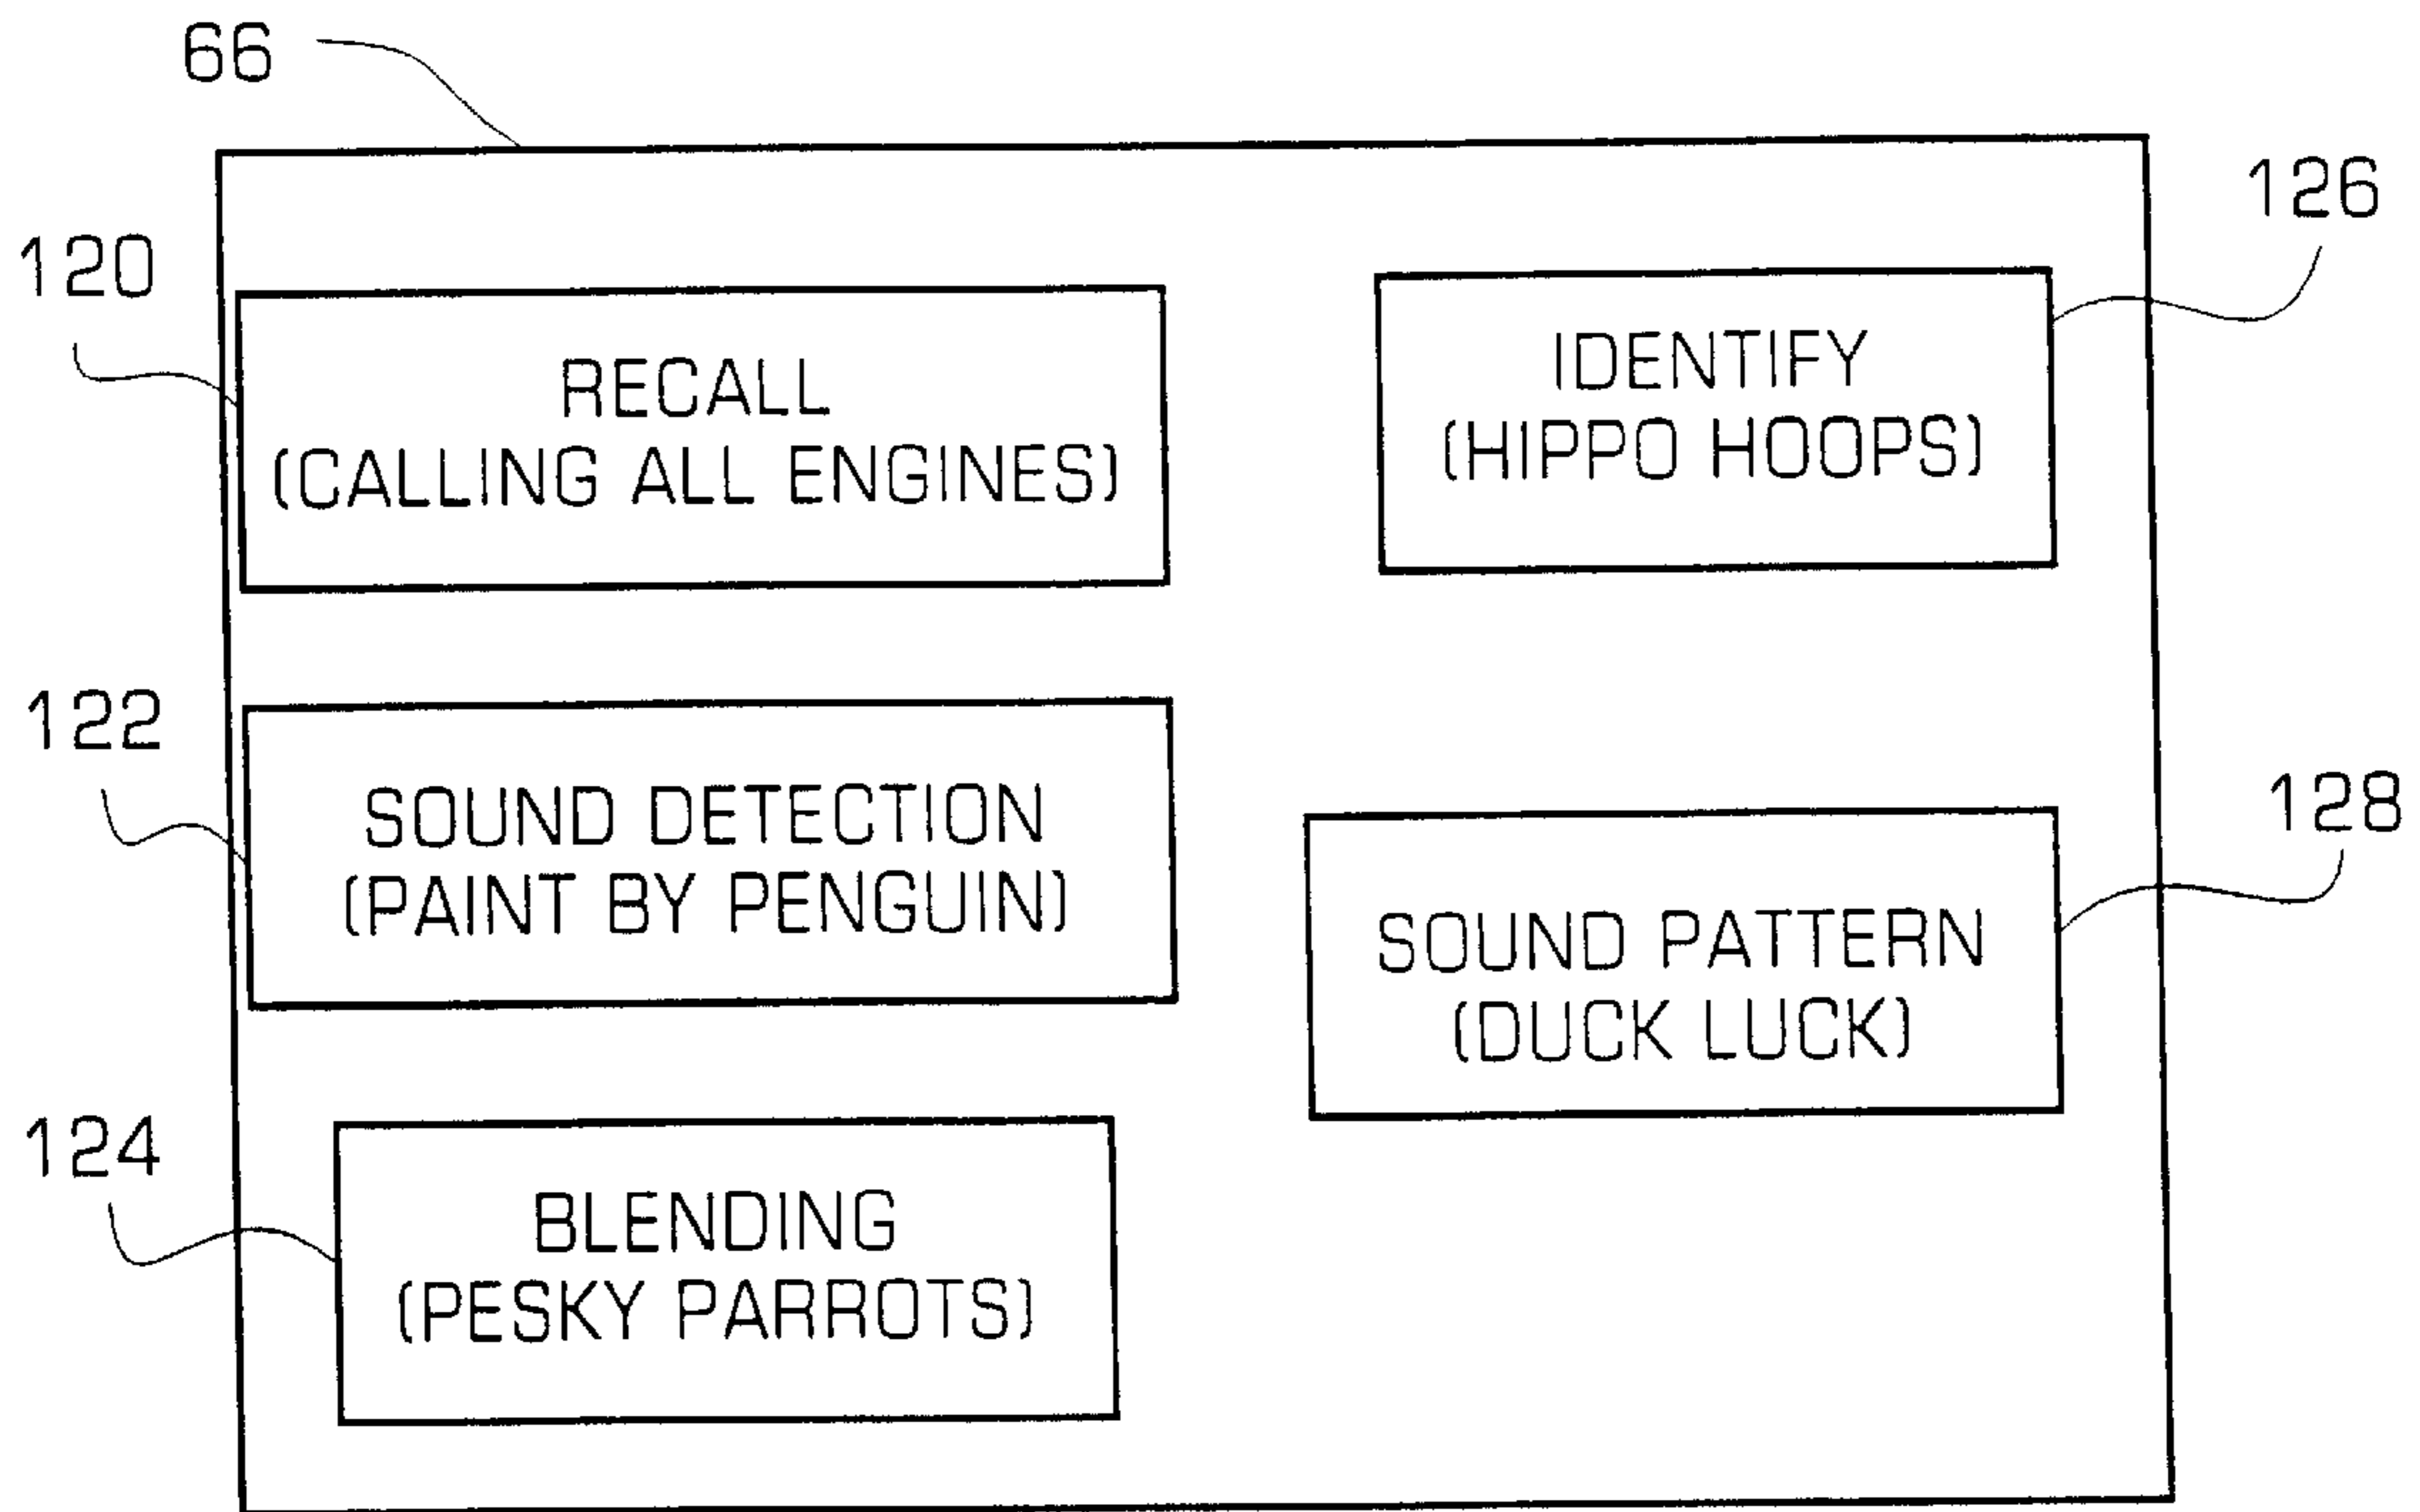 66
120
RECALL
(CALLING ALL ENGINES)
126
IDENTIFY
(HIPPO HOOPS)
122
SOUND DETECTION
(PAINT BY PENGUIN)
128
SOUND PATTERN
(DUCK LUCK)
124
BLENDING
(PESKY PARROTS)